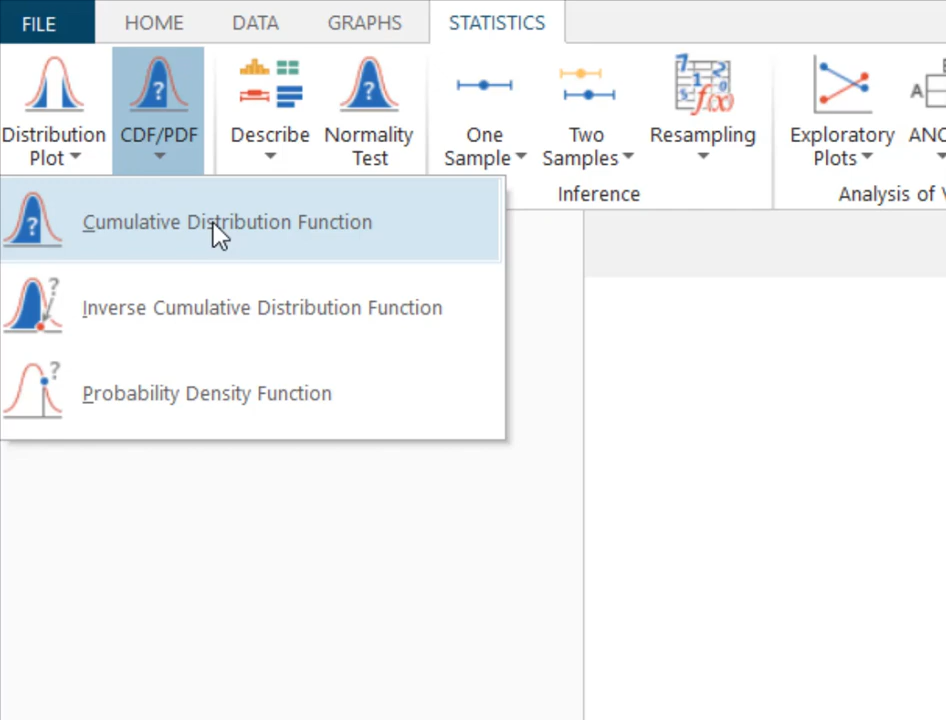 FILE HOME DATA GRAPHS STATISTICS
Distribution Plot
CDF/PDF
Describe
Normality Test
One Sample
Two Samples
Resampling
Exploratory Plots
Inference
Analysis of
Cumulative Distribution Function
Inverse Cumulative Distribution Function
Probability Density Function